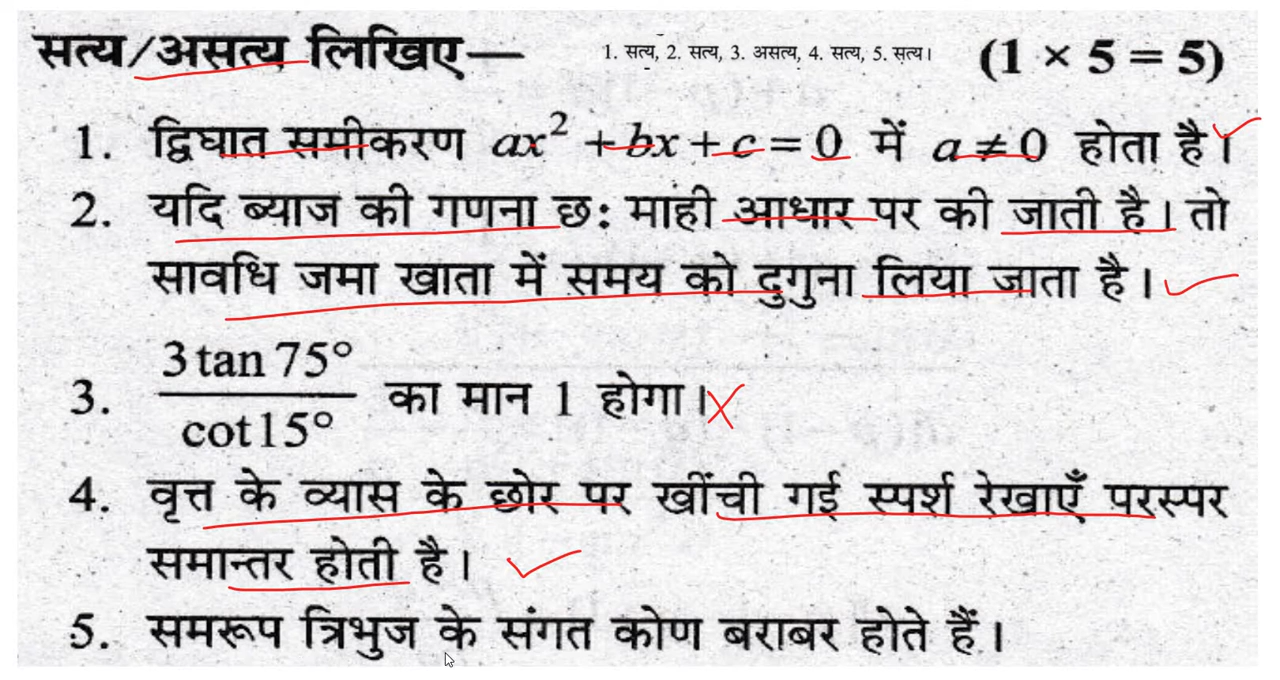 सत्य/असत्य लिखिए— 1. सत्य, 2. सत्य, 3. असत्य, 4. सत्य, 5. सत्य। (1 × 5 = 5)
1. द्विघात समीकरण ax² + bx + c = 0 में a ≠ 0 होता है।
2. यदि ब्याज की गणना छः माही आधार पर की जाती है। तो
सावधि जमा खाता में समय को दुगुना लिया जाता है।
3. 3 tan 75° / cot 15° का मान 1 होगा।
4. वृत्त के व्यास के छोर पर खींची गई स्पर्श रेखाएँ परस्पर
समान्तर होती है।
5. समरूप त्रिभुज के संगत कोण बराबर होते हैं।